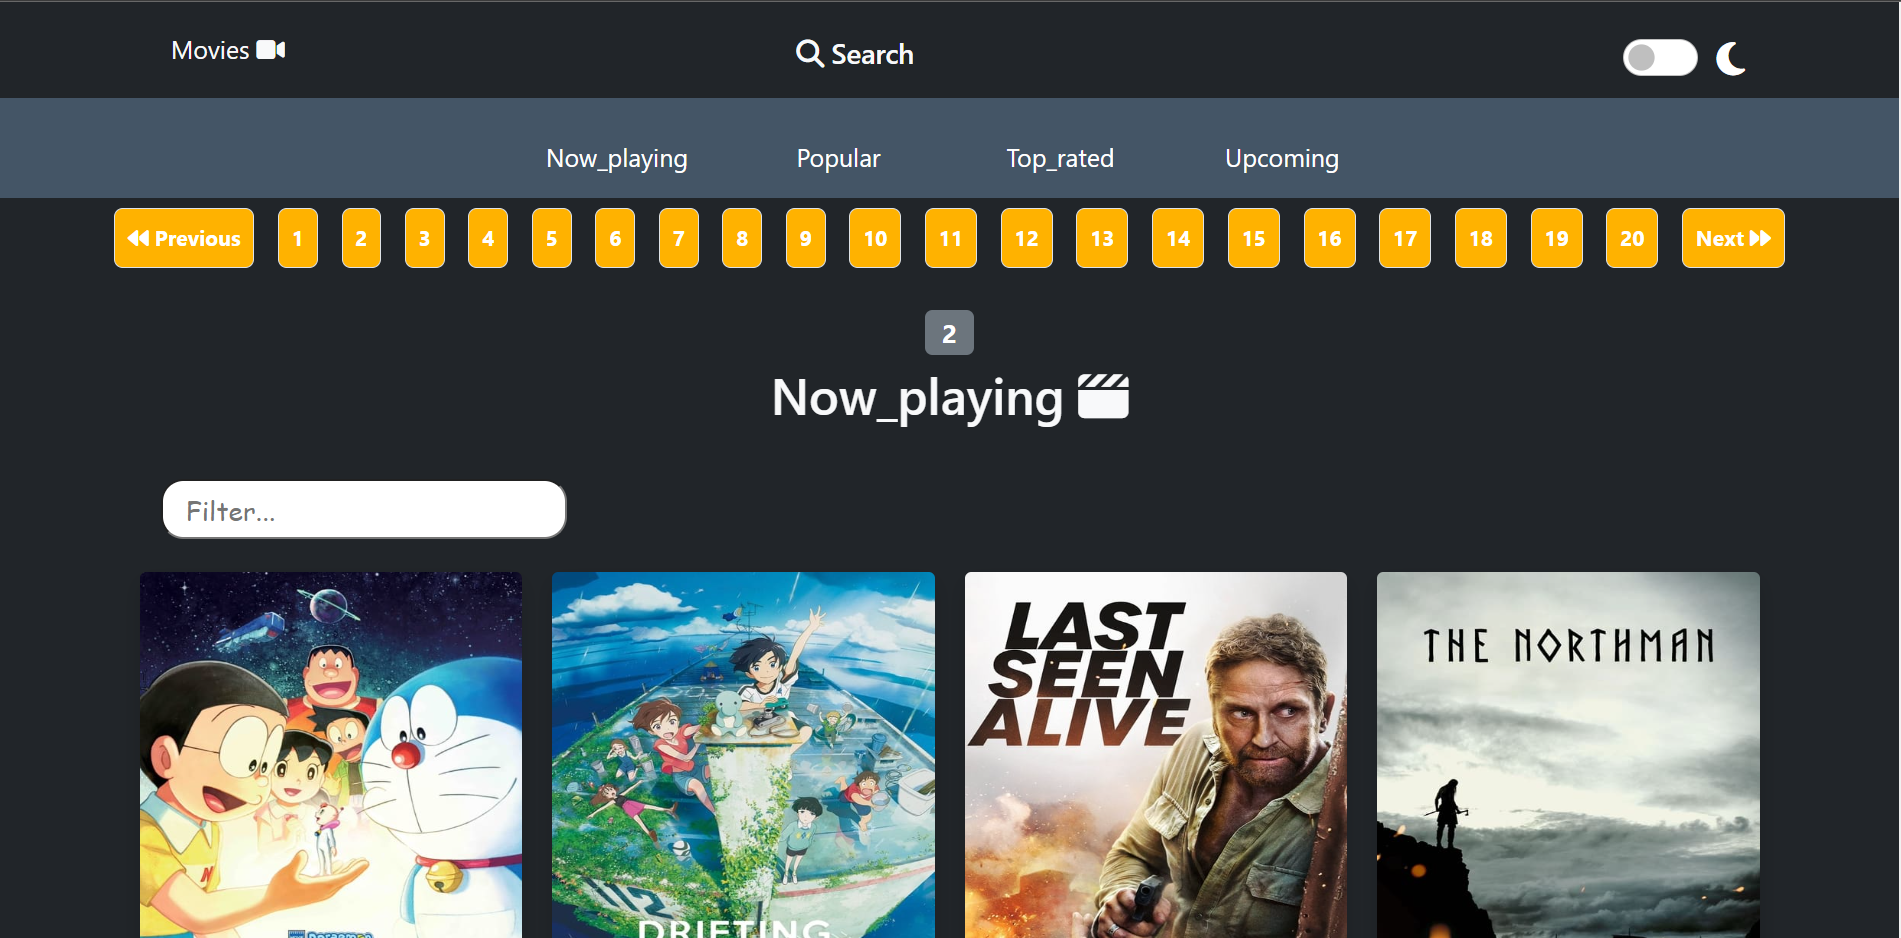 Movies
Search
Now_playing Popular Top_rated Upcoming
Previous 1 2 3 4 5 6 7 8 9 10 11 12 13 14 15 16 17 18 19 20 Next
2
Now_playing
Filter...
N
112
DRIFTING
LAST
SEEN
ALIVE
THE NORTHMAN